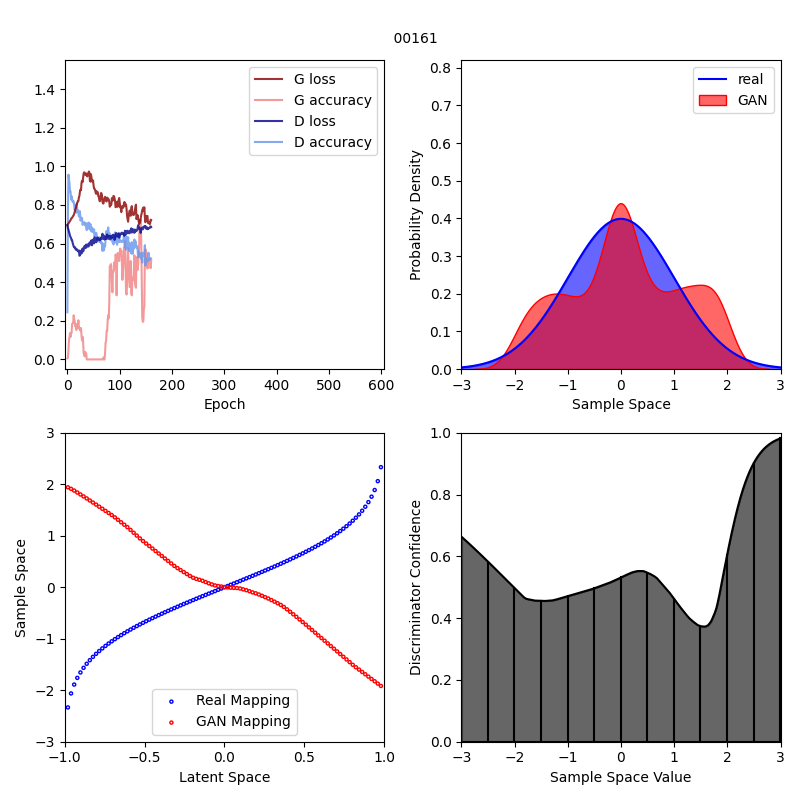 00161
1.4
1.2
1.0
0.8
0.6
0.4
0.2
0.0
0 100 200 300 400 500 600
Epoch
G loss
G accuracy
D loss
D accuracy
Probability Density
0.8
0.7
0.6
0.5
0.4
0.3
0.2
0.1
0.0
−3 −2 −1 0 1 2 3
Sample Space
real
GAN
Sample Space
3
2
1
0
−1
−2
−3
−1.0 −0.5 0.0 0.5 1.0
Latent Space
Real Mapping
GAN Mapping
Discriminator Confidence
1.0
0.8
0.6
0.4
0.2
0.0
−3 −2 −1 0 1 2 3
Sample Space Value